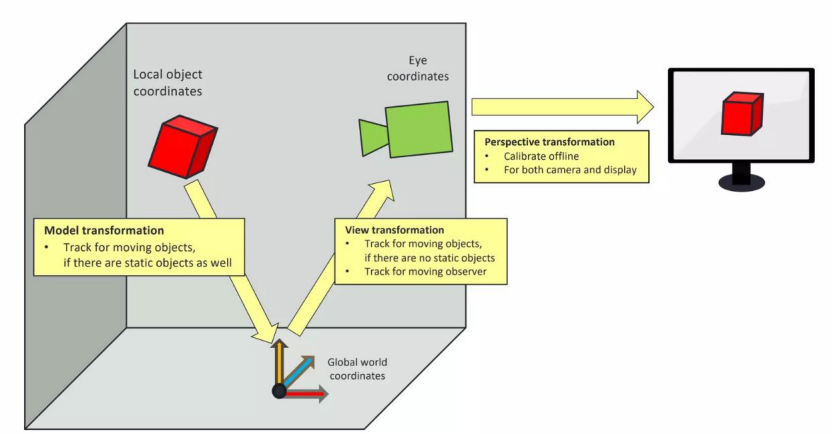 Local object
coordinates
Eye
coordinates
Perspective transformation
• Calibrate offline
• For both camera and display
Model transformation
• Track for moving objects,
if there are static objects as well
View transformation
• Track for moving objects,
if there are no static objects
• Track for moving observer
Global world
coordinates